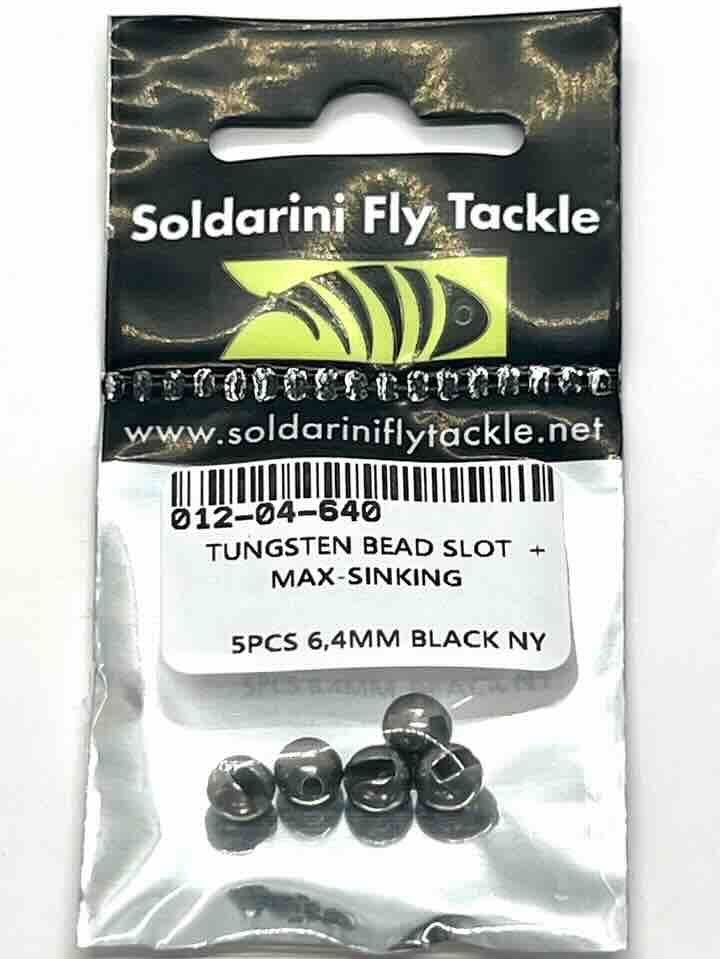 Soldarini Fly Tackle
www.soldariniflytackle.net
012-04-640
TUNGSTEN BEAD SLOT +
MAX-SINKING
5PCS 6,4MM BLACK NY